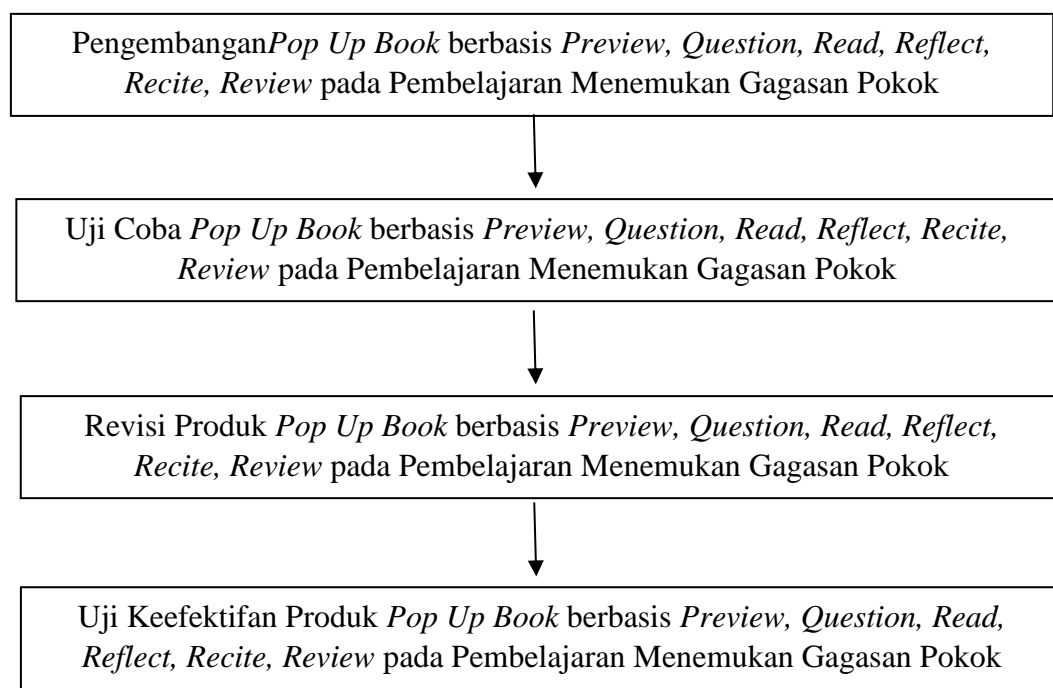 Pengembangan Pop Up Book berbasis Preview, Question, Read, Reflect,
Recite, Review pada Pembelajaran Menemukan Gagasan Pokok
Uji Coba Pop Up Book berbasis Preview, Question, Read, Reflect, Recite,
Review pada Pembelajaran Menemukan Gagasan Pokok
Revisi Produk Pop Up Book berbasis Preview, Question, Read, Reflect,
Recite, Review pada Pembelajaran Menemukan Gagasan Pokok
Uji Keefektifan Produk Pop Up Book berbasis Preview, Question, Read,
Reflect, Recite, Review pada Pembelajaran Menemukan Gagasan Pokok